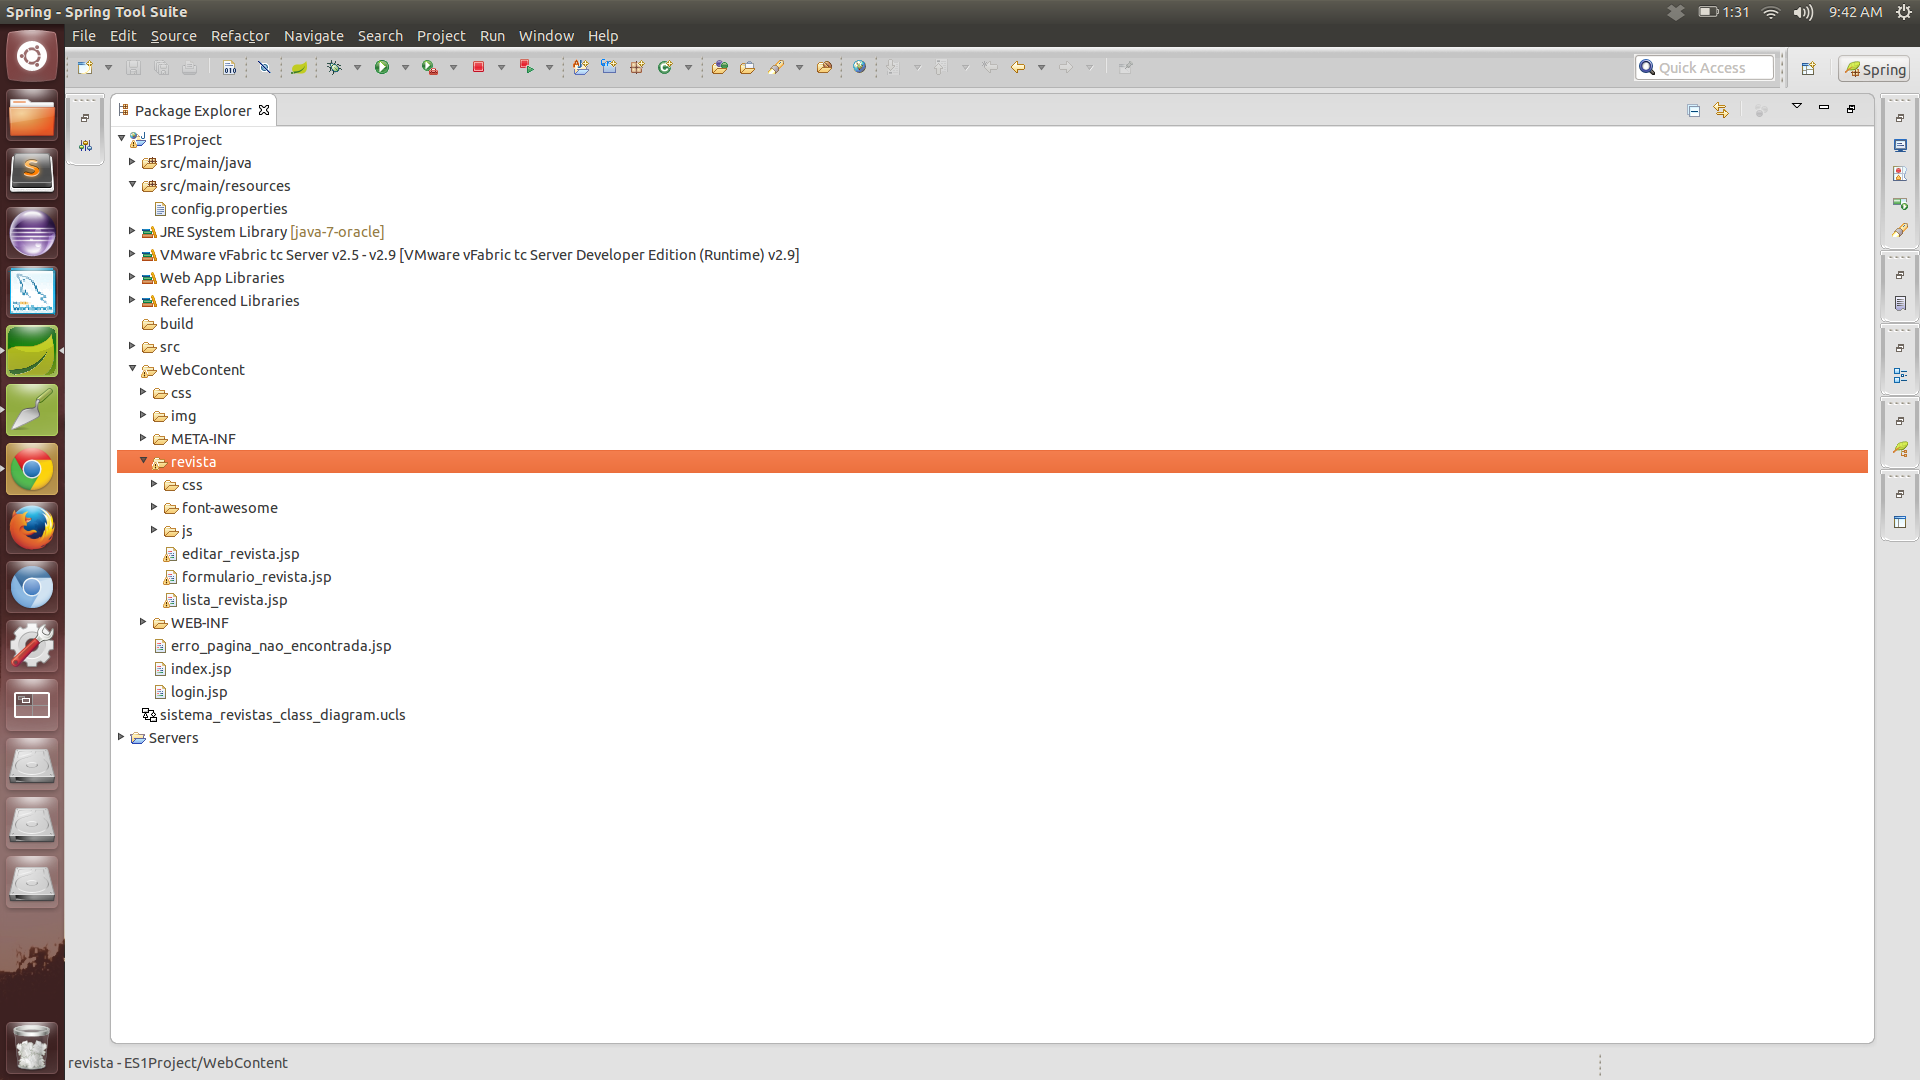 Spring - Spring Tool Suite
1:31
9:42 AM
File Edit Source Refactor Navigate Search Project Run Window Help
Quick Access
Spring
Package Explorer
ES1Project
src/main/java
src/main/resources
config.properties
JRE System Library [java-7-oracle]
VMware vFabric tc Server v2.5 - v2.9 [VMware vFabric tc Server Developer Edition (Runtime) v2.9]
Web App Libraries
Referenced Libraries
build
src
WebContent
css
img
META-INF
revista
css
font-awesome
js
editar_revista.jsp
formulario_revista.jsp
lista_revista.jsp
WEB-INF
erro_pagina_nao_encontrada.jsp
index.jsp
login.jsp
sistema_revistas_class_diagram.ucls
Servers
revista - ES1Project/WebContent